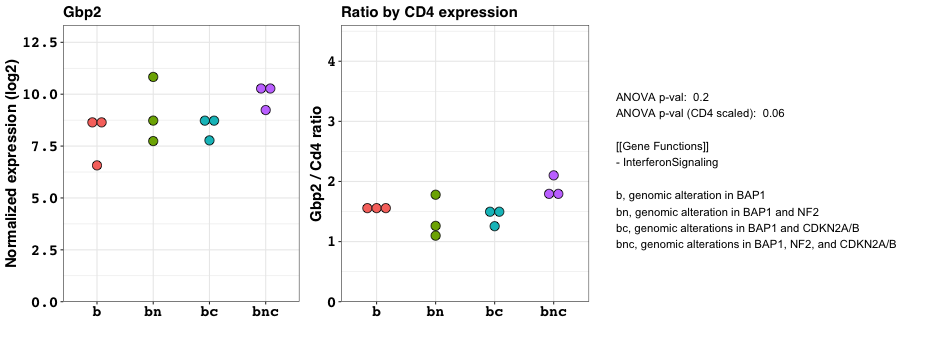 Gbp2
Normalized expression (log2)
12.5
10.0
7.5
5.0
2.5
0.0
b
bn
bc
bnc
Ratio by CD4 expression
Gbp2 / Cd4 ratio
4
3
2
1
0
b
bn
bc
bnc
ANOVA p-val:  0.2
ANOVA p-val (CD4 scaled):  0.06
[[Gene Functions]]
- InterferonSignaling
b, genomic alteration in BAP1
bn, genomic alteration in BAP1 and NF2
bc, genomic alterations in BAP1 and CDKN2A/B
bnc, genomic alterations in BAP1, NF2, and CDKN2A/B